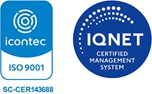 icontec
ISO 9001
SC-CER143688
IQNET
CERTIFIED
MANAGEMENT
SYSTEM